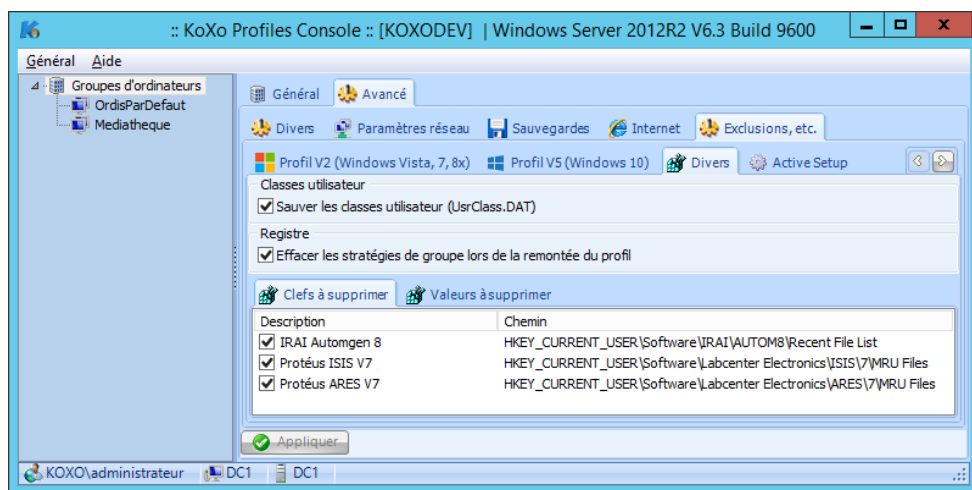 :: KoXo Profiles Console :: [KOXODEV] | Windows Server 2012R2 V6.3 Build 9600
Général Aide
Groupes d'ordinateurs
OrdisParDefaut
Mediatheque
Général Avancé
Divers Paramètres réseau Sauvegardes Internet Exclusions, etc.
Profil V2 (Windows Vista, 7, 8x) Profil V5 (Windows 10) Divers Active Setup
Classes utilisateur
Sauver les classes utilisateur (UsrClass.DAT)
Registre
Effacer les stratégies de groupe lors de la remontée du profil
Clefs à supprimer Valeurs à supprimer
Description Chemin
IRAI Automgen 8 HKEY_CURRENT_USER\Software\IRAI\AUTOM8\Recent File List
Protéus ISIS V7 HKEY_CURRENT_USER\Software\Labcenter Electronics\ISIS\7\MRU Files
Protéus ARES V7 HKEY_CURRENT_USER\Software\Labcenter Electronics\ARES\7\MRU Files
Appliquer
KOXO\administrateur DC1 DC1